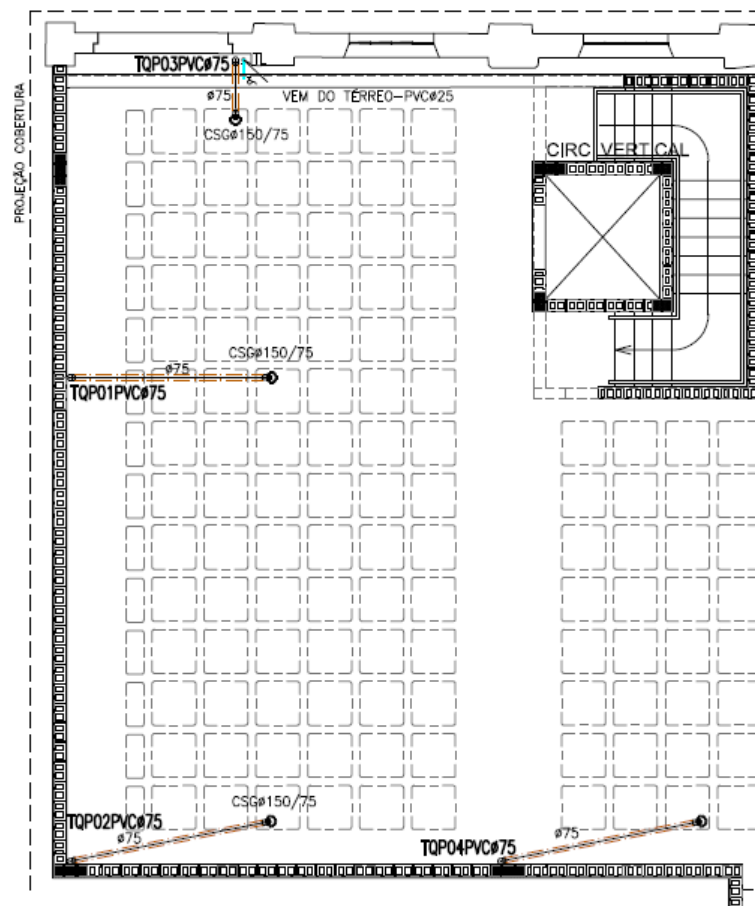 TQP03PVCø75
ø75
VEM DO TÉRREO-PVCø25
CSGø150/75
PROJEÇÃO COBERTURA
CIRC VERTICAL
CSGø150/75
ø75
TQP01PVCø75
CSGø150/75
TQP02PVCø75
ø75
TQP04PVCø75
ø75